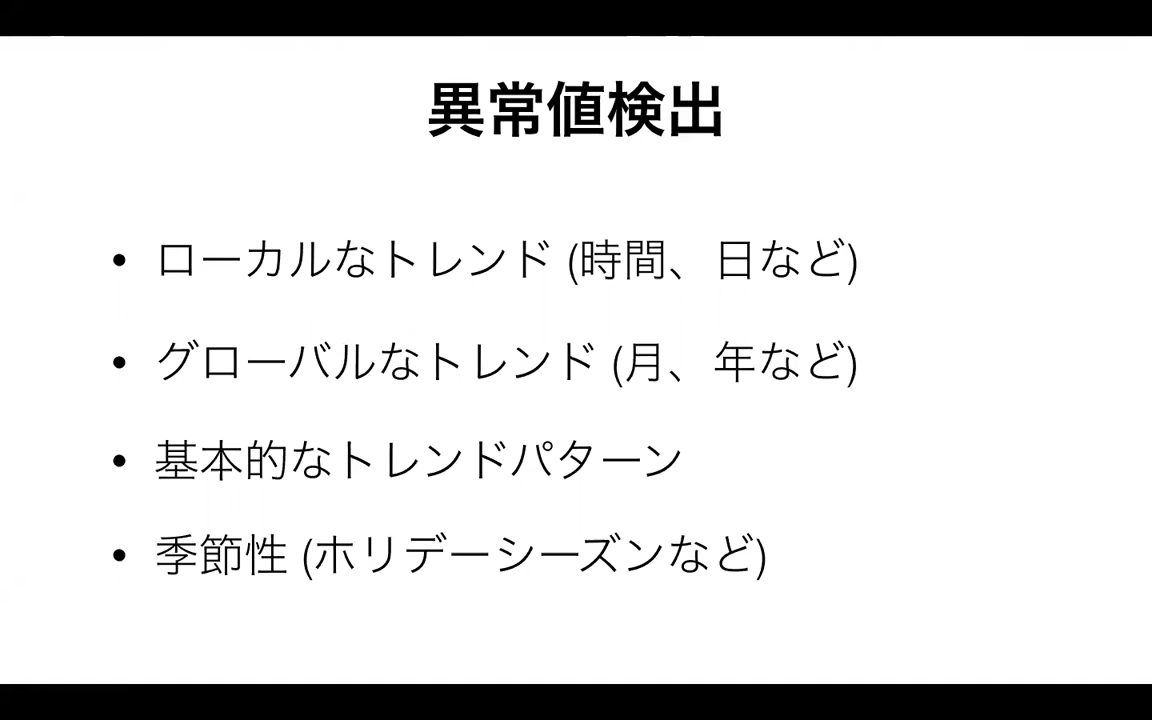 異常値検出
• ローカルなトレンド (時間、日など)
• グローバルなトレンド (月、年など)
• 基本的なトレンドパターン
• 季節性 (ホリデーシーズンなど)